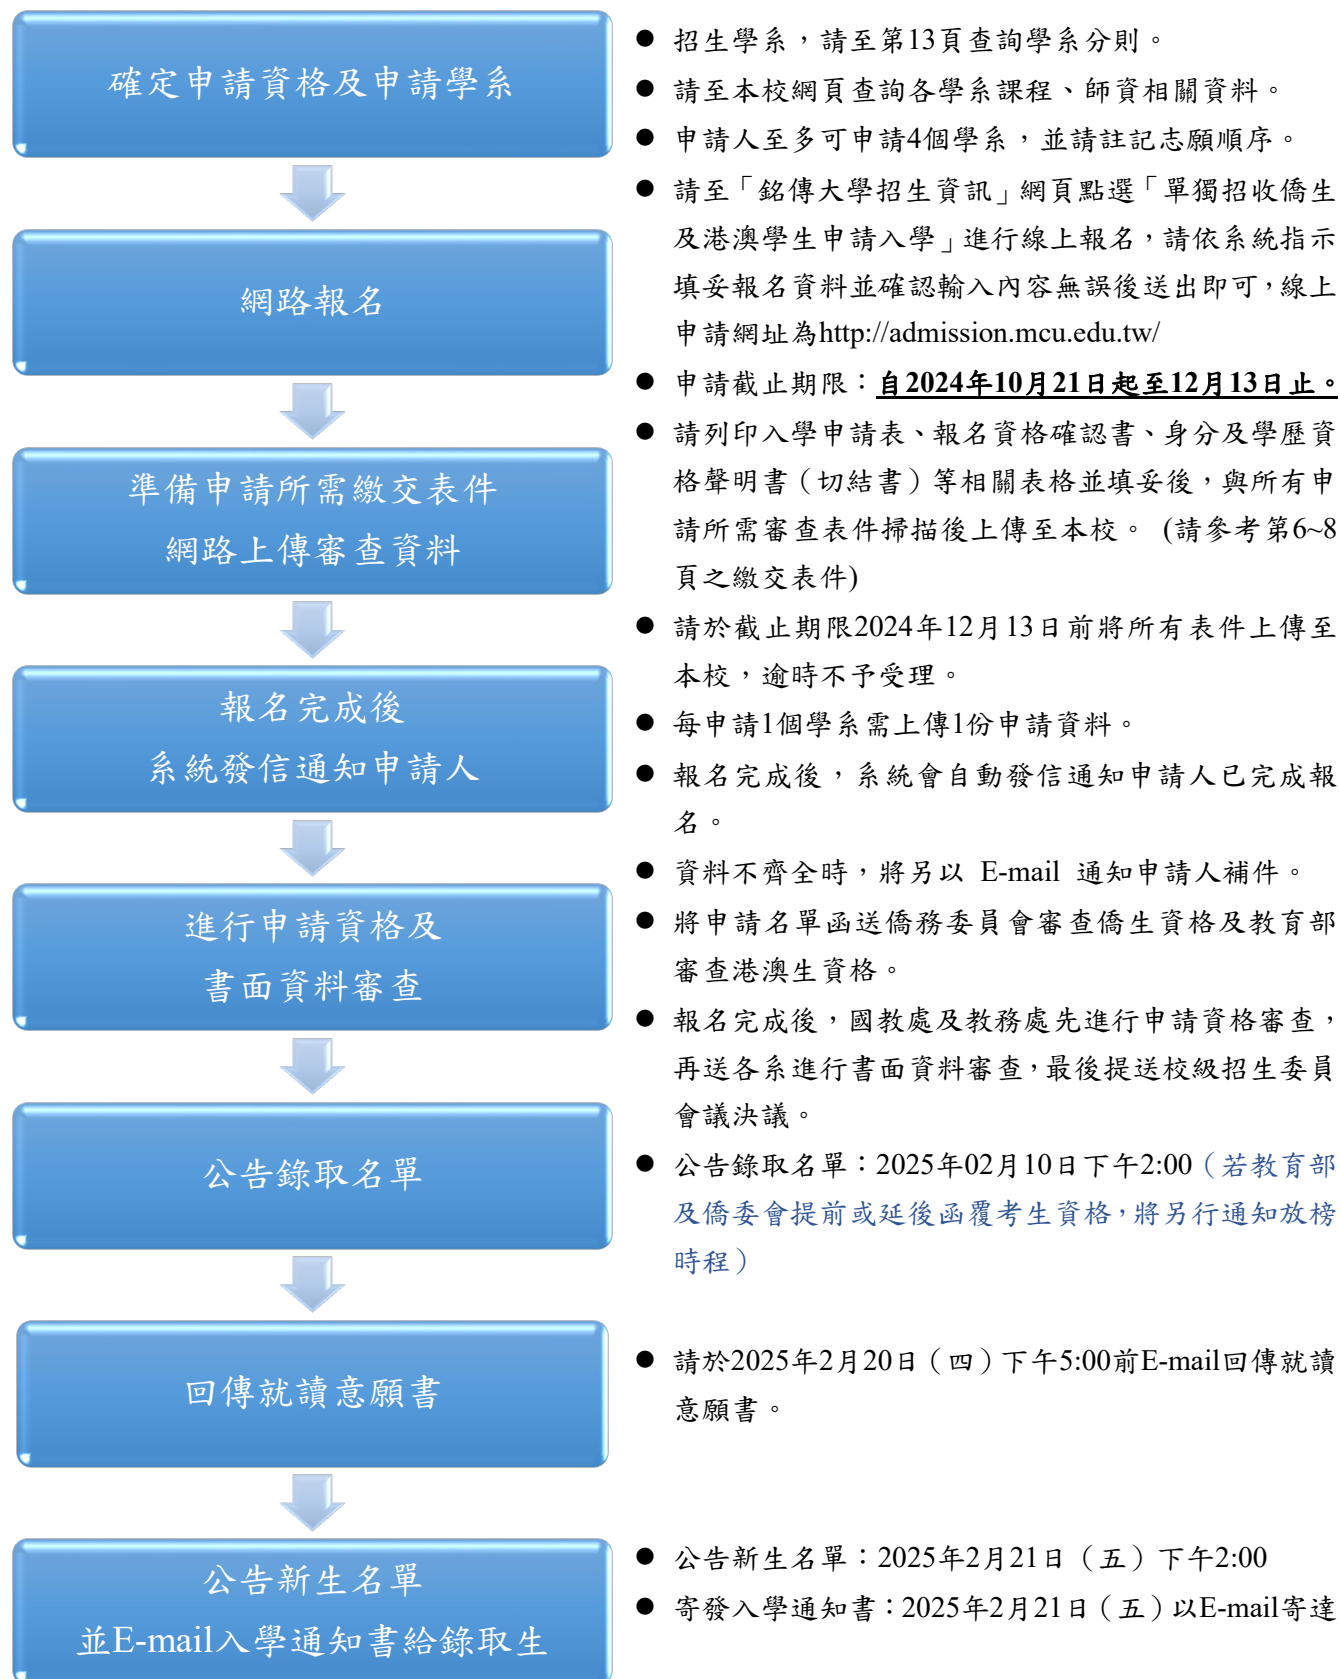 確定申請資格及申請學系
● 招生學系，請至第13頁查詢學系分則。
● 請至本校網頁查詢各學系課程、師資相關資料。
● 申請人至多可申請4個學系，並請註記志願順序。
網路報名
● 請至「銘傳大學招生資訊」網頁點選「單獨招收僑生
及港澳學生申請入學」進行線上報名，請依系統指示
填妥報名資料並確認輸入內容無誤後送出即可，線上
申請網址為http://admission.mcu.edu.tw/
● 申請截止期限：自2024年10月21日起至12月13日止。
準備申請所需繳交表件
網路上傳審查資料
● 請列印入學申請表、報名資格確認書、身分及學歷資
格聲明書（切結書）等相關表格並填妥後，與所有申
請所需審查表件掃描後上傳至本校。 (請參考第6~8
頁之繳交表件)
● 請於截止期限2024年12月13日前將所有表件上傳至
本校，逾時不予受理。
● 每申請1個學系需上傳1份申請資料。
報名完成後
系統發信通知申請人
● 報名完成後，系統會自動發信通知申請人已完成報
名。
● 資料不齊全時，將另以 E-mail 通知申請人補件。
進行申請資格及
書面資料審查
● 將申請名單函送僑務委員會審查僑生資格及教育部
審查港澳生資格。
● 報名完成後，國教處及教務處先進行申請資格審查，
再送各系進行書面資料審查，最後提送校級招生委員
會議決議。
公告錄取名單
● 公告錄取名單：2025年02月10日下午2:00（若教育部
及僑委會提前或延後函覆考生資格，將另行通知放榜
時程）
回傳就讀意願書
● 請於2025年2月20日（四）下午5:00前E-mail回傳就讀
意願書。
公告新生名單
並E-mail入學通知書給錄取生
● 公告新生名單：2025年2月21日（五）下午2:00
● 寄發入學通知書：2025年2月21日（五）以E-mail寄達